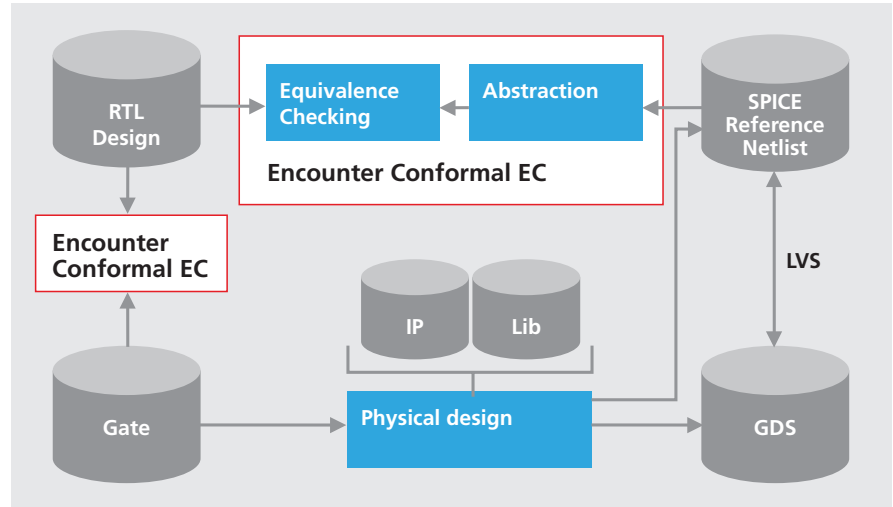 RTL
Design
Equivalence
Checking
Abstraction
Encounter Conformal EC
SPICE
Reference
Netlist
Encounter
Conformal EC
LVS
IP
Lib
Gate
Physical design
GDS